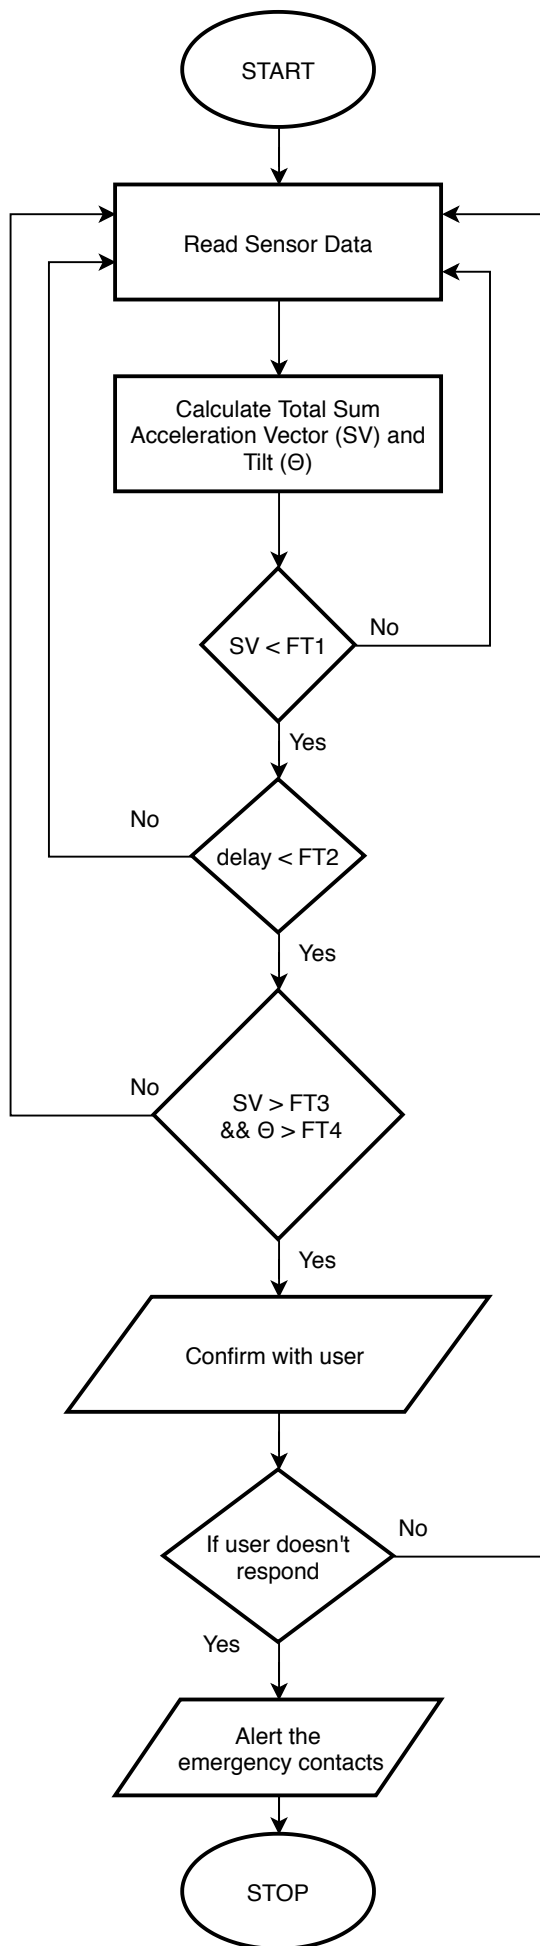 START
Read Sensor Data
Calculate Total Sum
Acceleration Vector (SV) and
Tilt (Θ)
SV < FT1
No
Yes
No
delay < FT2
Yes
No
SV > FT3
&& Θ > FT4
Yes
Confirm with user
No
If user doesn't
respond
Yes
Alert the
emergency contacts
STOP